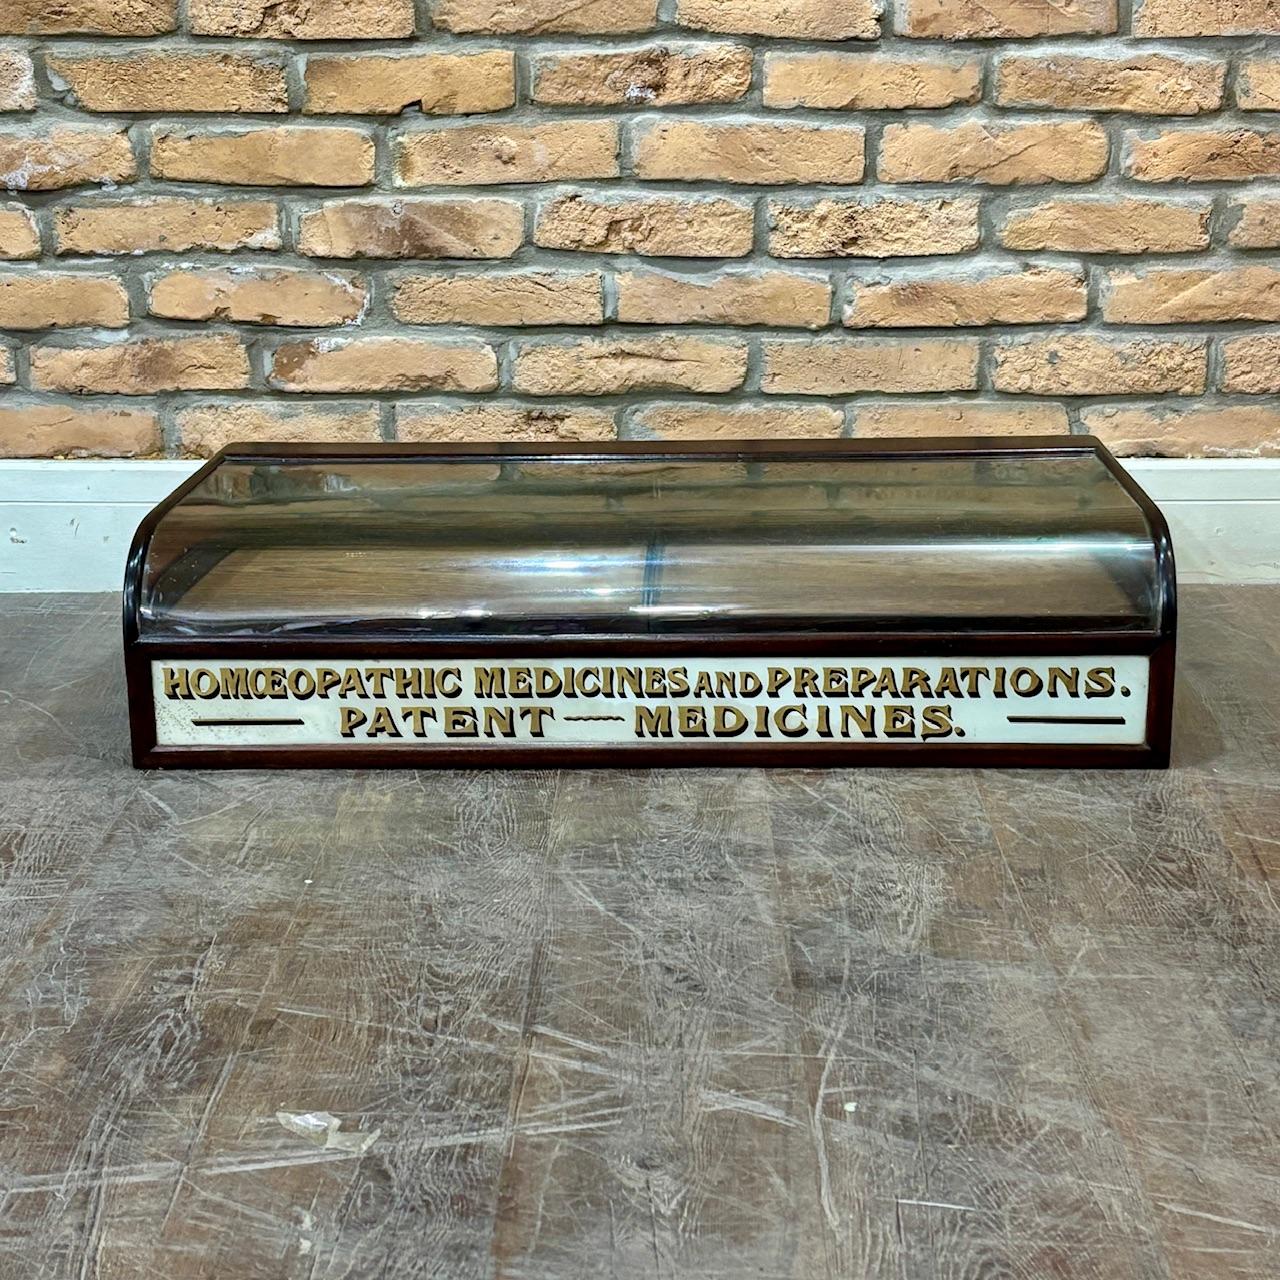 HOMŒOPATHIC MEDICINES AND PREPARATIONS.
PATENT MEDICINES.